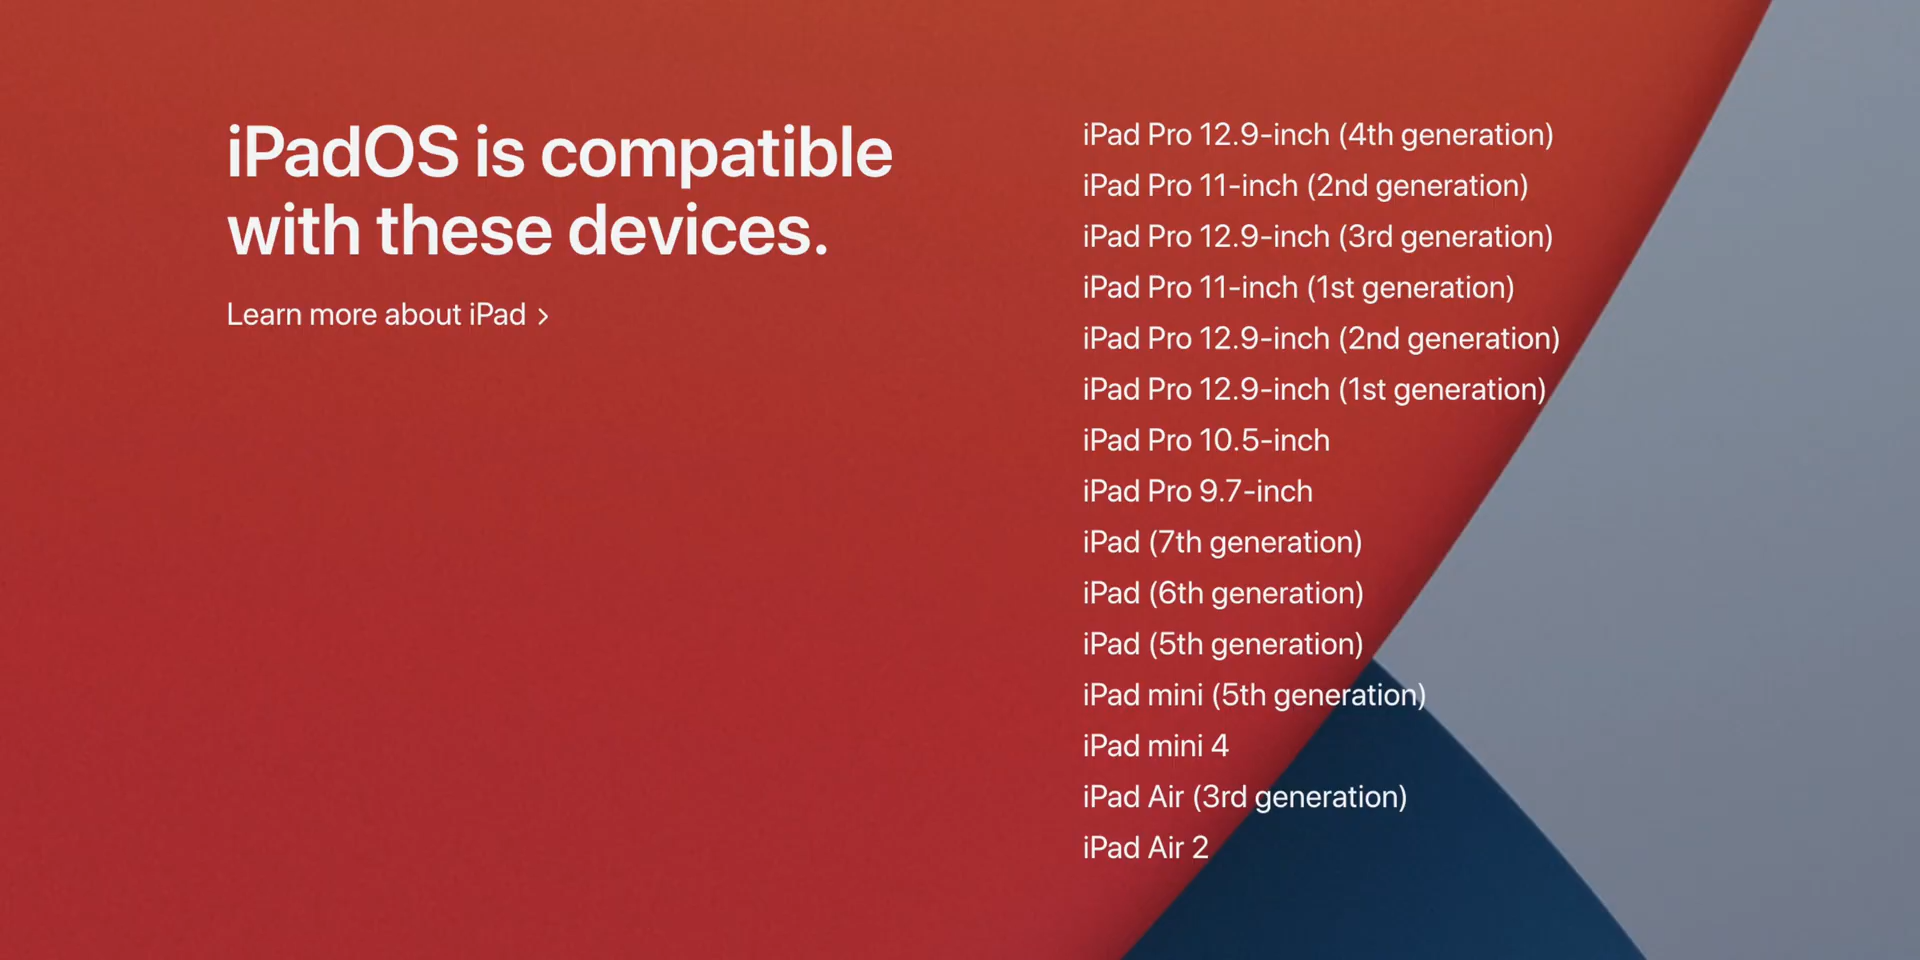 iPadOS is compatible
with these devices.
Learn more about iPad >
iPad Pro 12.9-inch (4th generation)
iPad Pro 11-inch (2nd generation)
iPad Pro 12.9-inch (3rd generation)
iPad Pro 11-inch (1st generation)
iPad Pro 12.9-inch (2nd generation)
iPad Pro 12.9-inch (1st generation)
iPad Pro 10.5-inch
iPad Pro 9.7-inch
iPad (7th generation)
iPad (6th generation)
iPad (5th generation)
iPad mini (5th generation)
iPad mini 4
iPad Air (3rd generation)
iPad Air 2